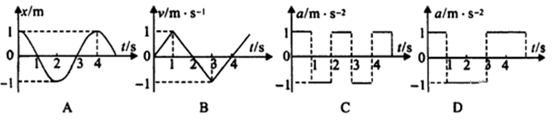 x/m
1
0
-1
1 2 3 4 t/s
A
v/m·s⁻¹
1
0
-1
1 2 3 4 t/s
B
a/m·s⁻²
1
0
-1
1 2 3 4 t/s
C
a/m·s⁻²
1
0
-1
1 2 3 4 t/s
D